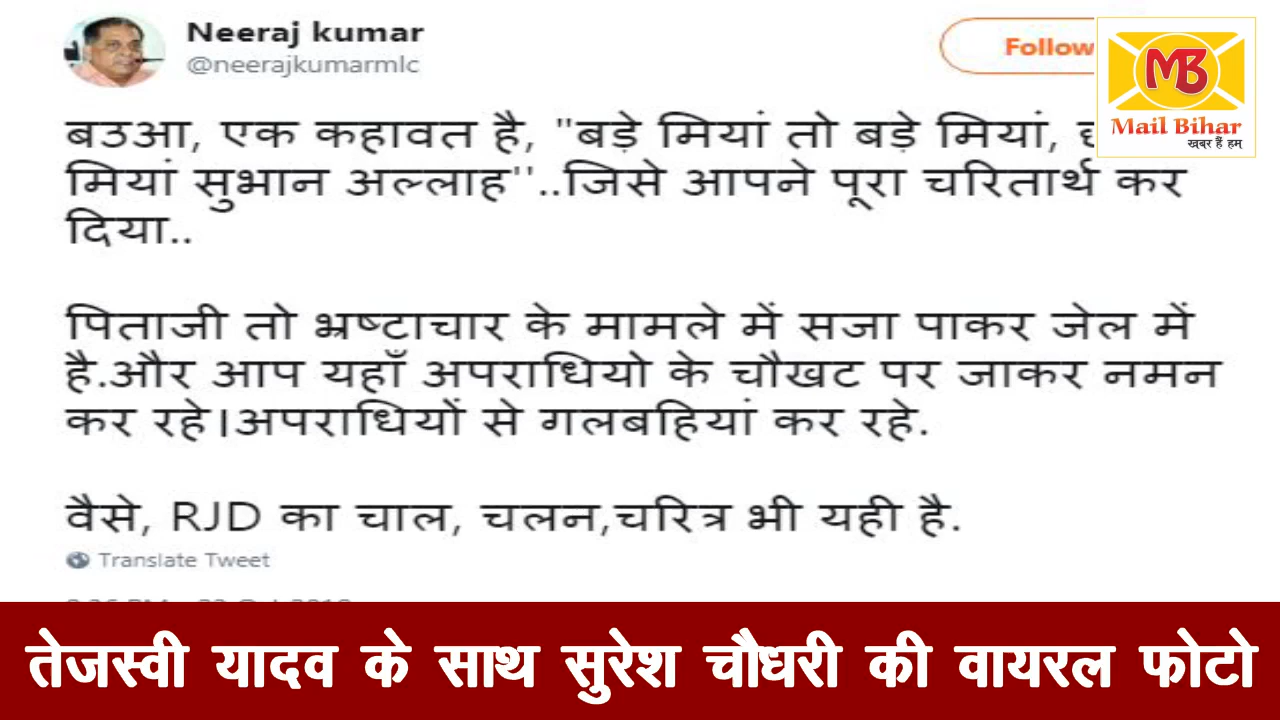 Neeraj kumar
@neerajkumarmlc
Follow
MB
Mail Bihar
खबर हैं हम
बउआ, एक कहावत है, "बड़े मियां तो बड़े मियां,
मियां सुभान अल्लाह''..जिसे आपने पूरा चरितार्थ कर
दिया..
पिताजी तो भ्रष्टाचार के मामले में सजा पाकर जेल में
है.और आप यहाँ अपराधियो के चौखट पर जाकर नमन
कर रहे।अपराधियों से गलबहियां कर रहे.
वैसे, RJD का चाल, चलन,चरित्र भी यही है.
Translate Tweet
तेजस्वी यादव के साथ सुरेश चौधरी की वायरल फोटो